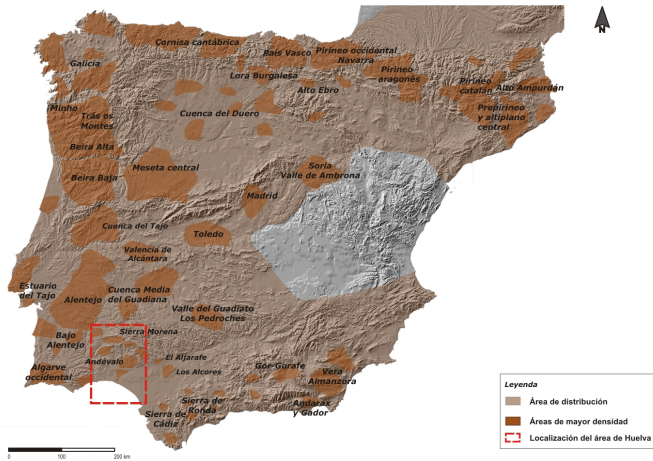 N
Cornisa cantábrica
Galicia
País Vasco
Pirineo occidental
Navarra
Pirineo
aragonés
Lora Burgalesa
Alto Ebro
Pirineo
catalán
Alto Ampurdán
Prepirineo
y altiplano
central
Minho
Trás os
Montes
Cuenca del Duero
Beira Alta
Beira Baja
Meseta central
Soria
Valle de Ambrona
Madrid
Cuenca del Tajo
Toledo
Valencia de
Alcántara
Estuario
del Tajo
Alentejo
Cuenca Media
del Guadiana
Valle del Guadiato
Los Pedroches
Bajo
Alentejo
Sierra Morena
Andévalo
El Aljarafe
Los Alcores
Algarve
occidental
Gor-Gorafe
Vera
Almanzora
Sierra de
Ronda
Sierra de
Cádiz
Andarax
y Gador
Leyenda
Área de distribución
Áreas de mayor densidad
Localización del área de Huelva
0 100 200 km